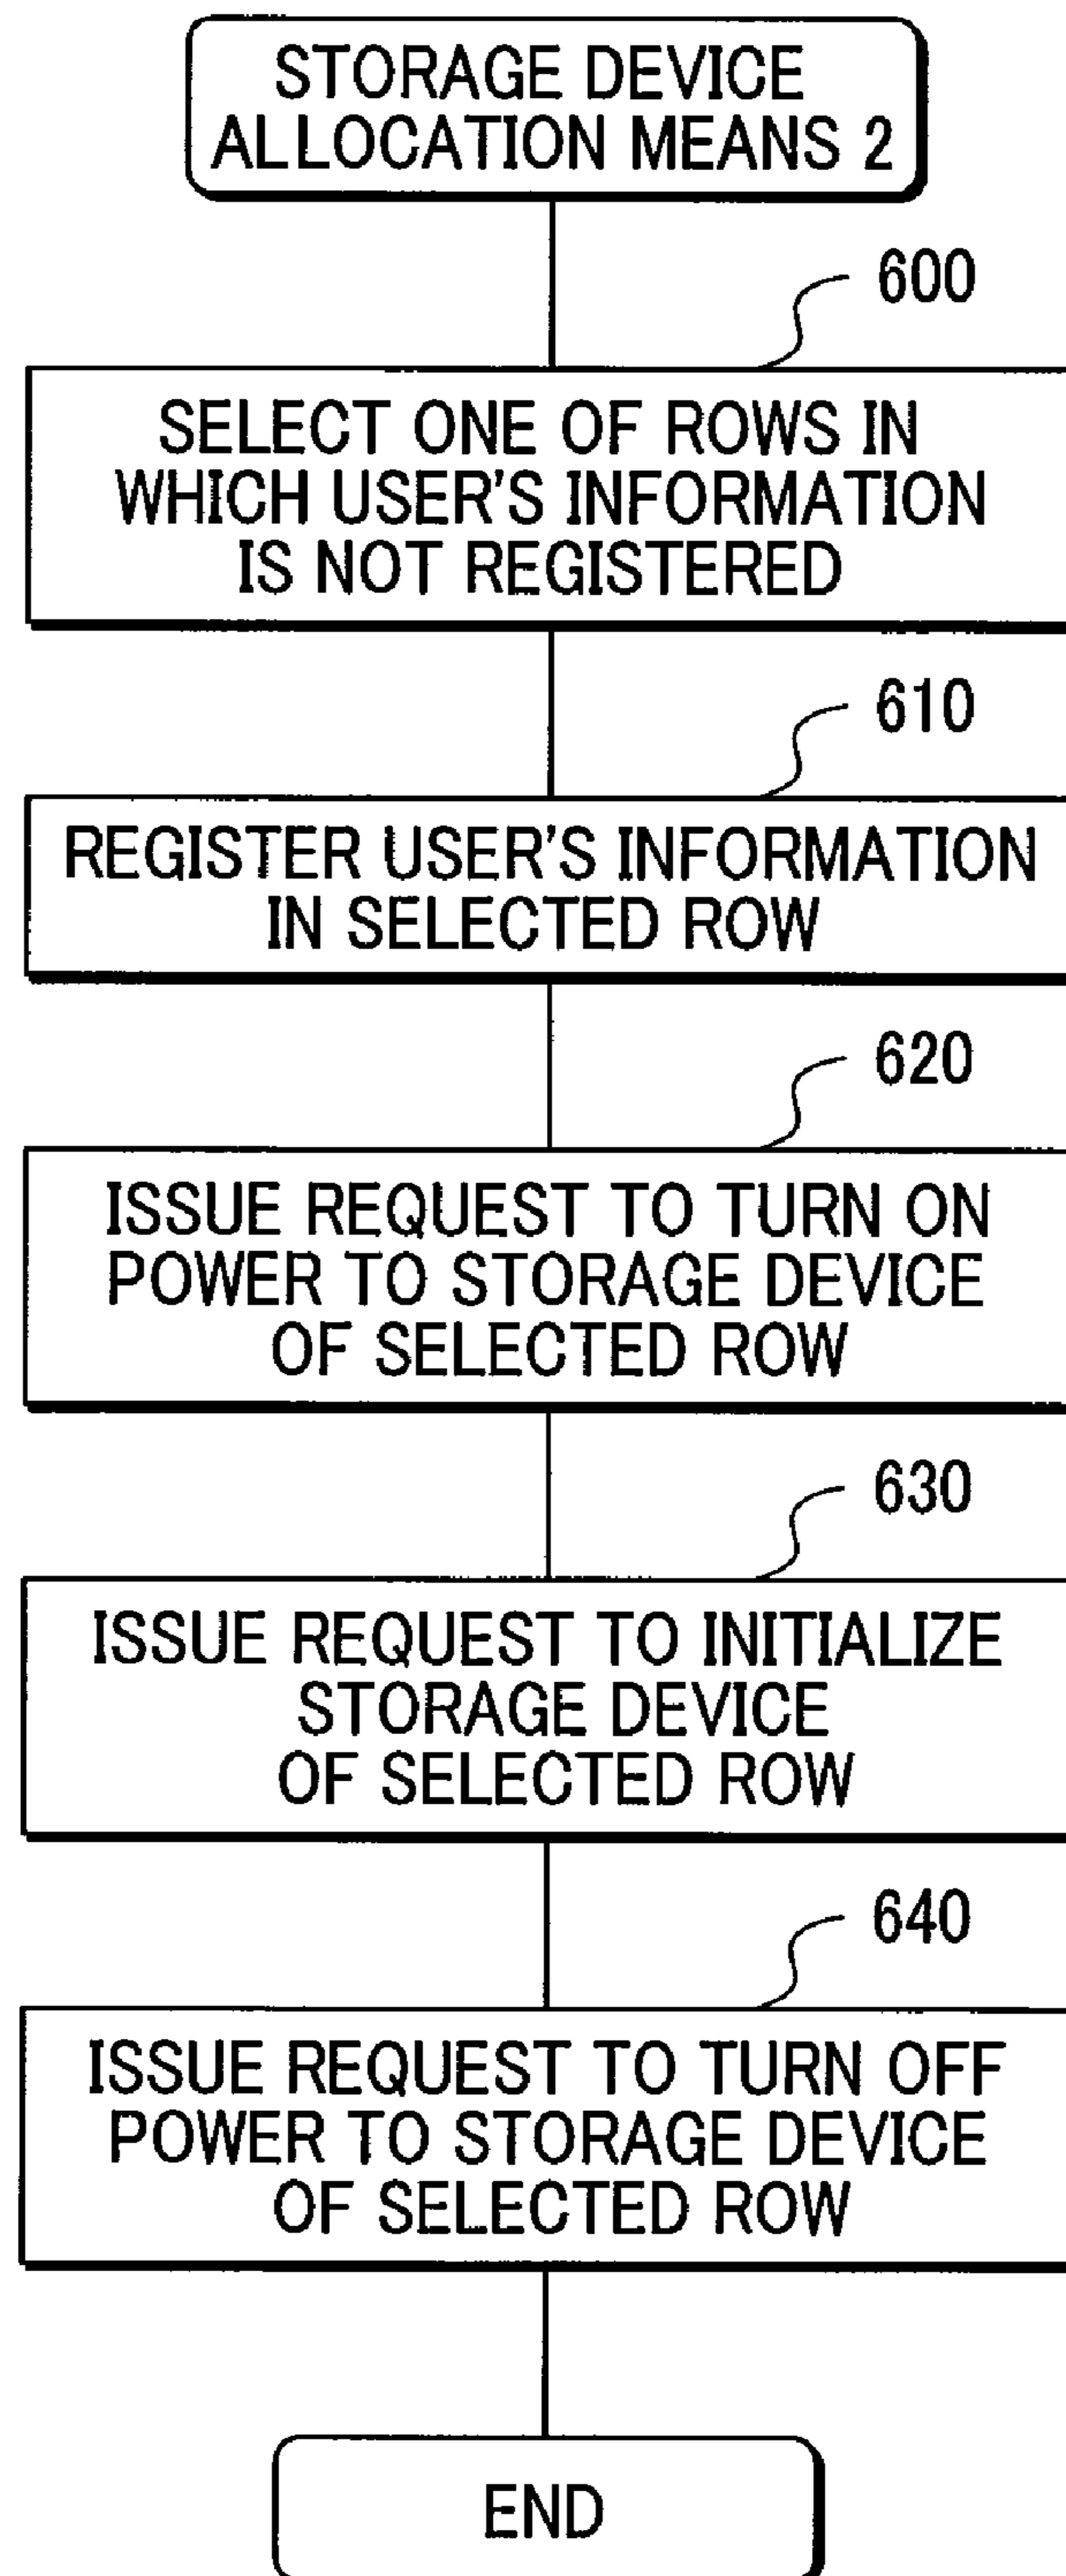 STORAGE DEVICE
ALLOCATION MEANS 2
600
SELECT ONE OF ROWS IN
WHICH USER'S INFORMATION
IS NOT REGISTERED
610
REGISTER USER'S INFORMATION
IN SELECTED ROW
620
ISSUE REQUEST TO TURN ON
POWER TO STORAGE DEVICE
OF SELECTED ROW
630
ISSUE REQUEST TO INITIALIZE
STORAGE DEVICE
OF SELECTED ROW
640
ISSUE REQUEST TO TURN OFF
POWER TO STORAGE DEVICE
OF SELECTED ROW
END